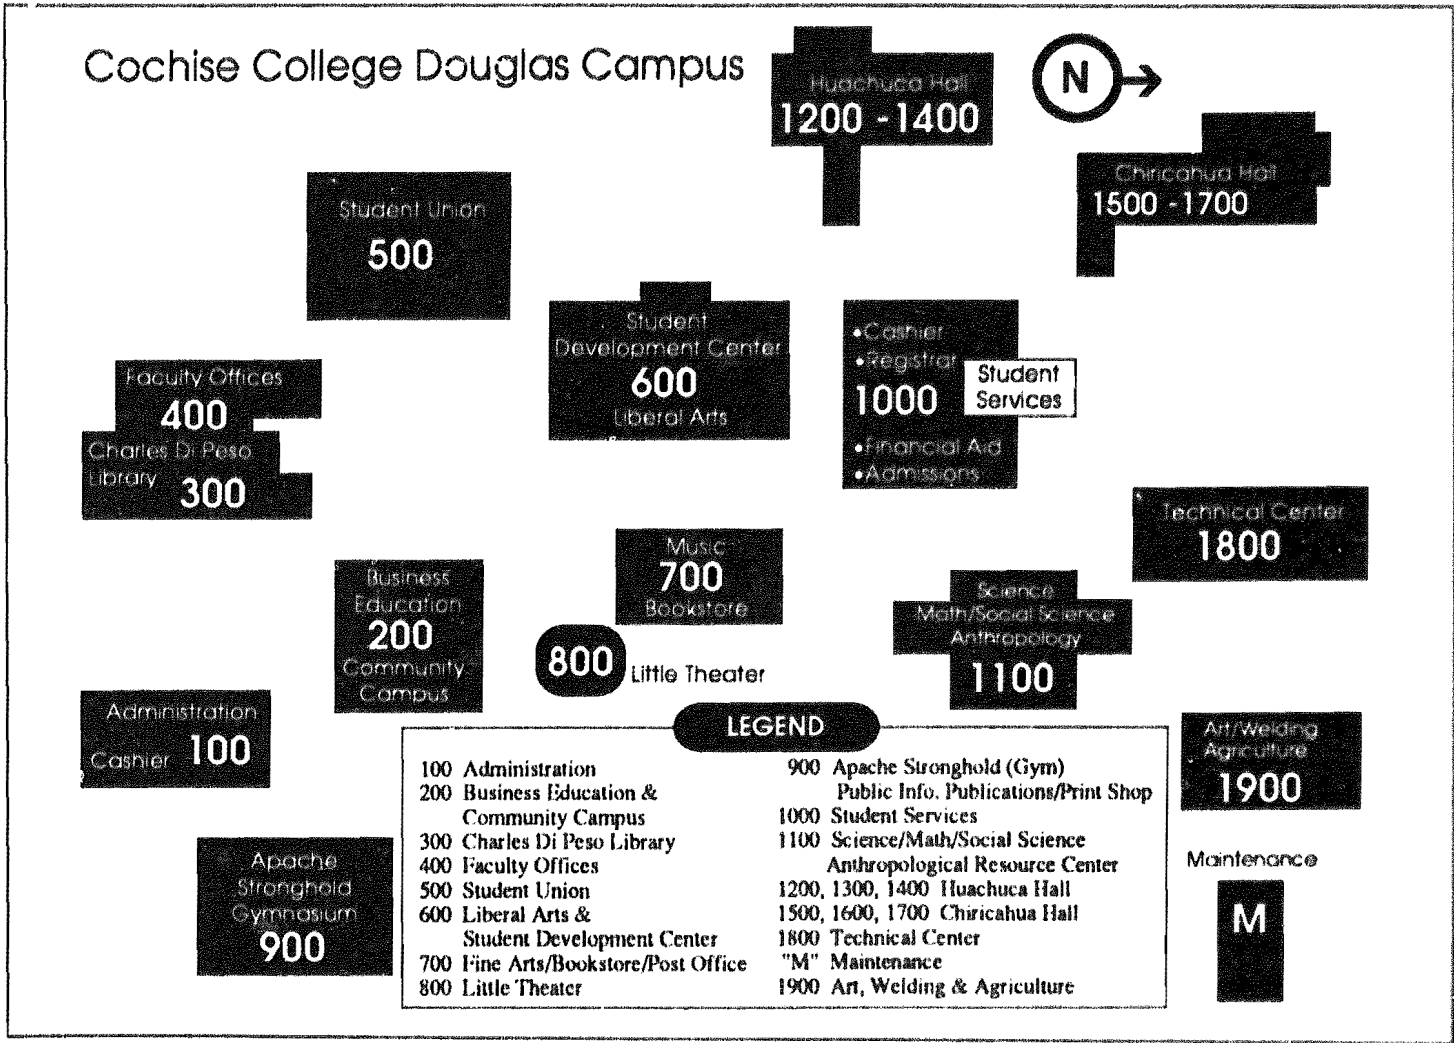 Cochise College Douglas Campus
Huachuca Hall
1200 - 1400
N
Chiricahua Hall
1500 - 1700
Student Union
500
Student
Development Center
600
Liberal Arts
•Cashier
•Registrar
1000
Student
Services
•Financial Aid
•Admissions
Faculty Offices
400
Charles Di Peso
Library 300
Technical Center
1800
Music
700
Bookstore
Business
Education
200
Community
Campus
800 Little Theater
Science
Math/Social Science
Anthropology
1100
Administration
Cashier 100
Art/Welding
Agriculture
1900
Apache
Stronghold
Gymnasium
900
Maintenance
M
LEGEND
100 Administration
200 Business Education &
Community Campus
300 Charles Di Peso Library
400 Faculty Offices
500 Student Union
600 Liberal Arts &
Student Development Center
700 Fine Arts/Bookstore/Post Office
800 Little Theater
900 Apache Stronghold (Gym)
Public Info. Publications/Print Shop
1000 Student Services
1100 Science/Math/Social Science
Anthropological Resource Center
1200, 1300, 1400 Huachuca Hall
1500, 1600, 1700 Chiricahua Hall
1800 Technical Center
"M" Maintenance
1900 Art, Welding & Agriculture